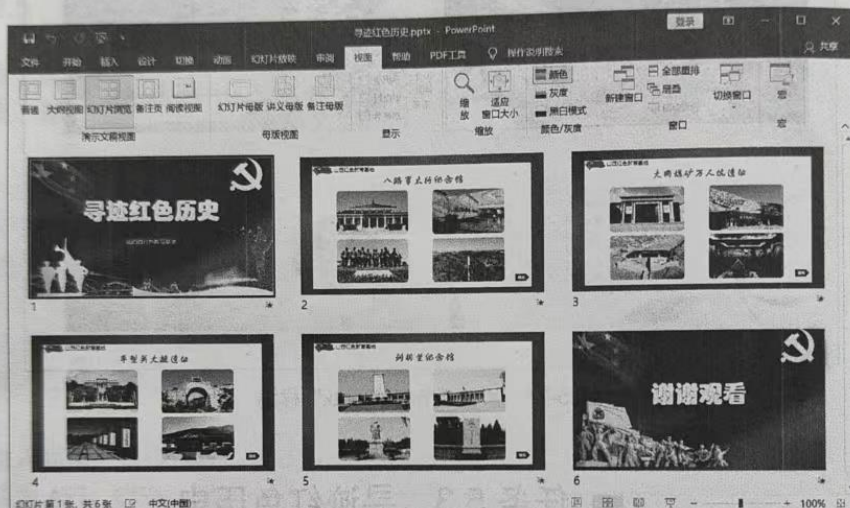 寻迹红色历史.pptx - PowerPoint
登录
文件 开始 插入 设计 切换 动画 幻灯片放映 审阅 视图 帮助 PDF工具 操作说明搜索
共享
普通 大纲视图 幻灯片浏览 备注页 阅读视图
幻灯片母版 讲义母版 备注母版
缩放
适应窗口大小
颜色
灰度
黑白模式
新建窗口
全部重排
层叠
切换窗口
宏
演示文稿视图 母版视图 显示 缩放 颜色/灰度 窗口 宏
寻迹红色历史
1
八路军太行纪念馆
2
大同煤矿万人坑遗址
3
平型关大捷遗址
4
刘胡兰纪念馆
5
谢谢观看
6
幻灯片第1张，共6张 中文(中国)
100%